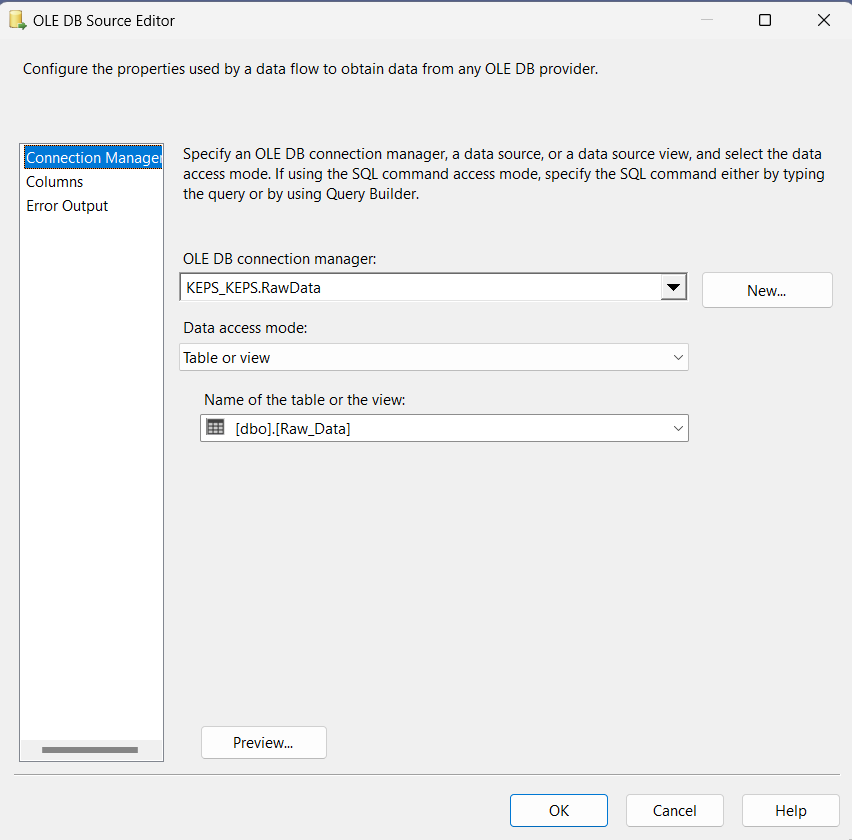 OLE DB Source Editor
Configure the properties used by a data flow to obtain data from any OLE DB provider.
Connection Manager
Columns
Error Output
Specify an OLE DB connection manager, a data source, or a data source view, and select the data
access mode. If using the SQL command access mode, specify the SQL command either by typing
the query or by using Query Builder.
OLE DB connection manager:
KEPS_KEPS.RawData
New...
Data access mode:
Table or view
Name of the table or the view:
[dbo].[Raw_Data]
Preview...
OK
Cancel
Help